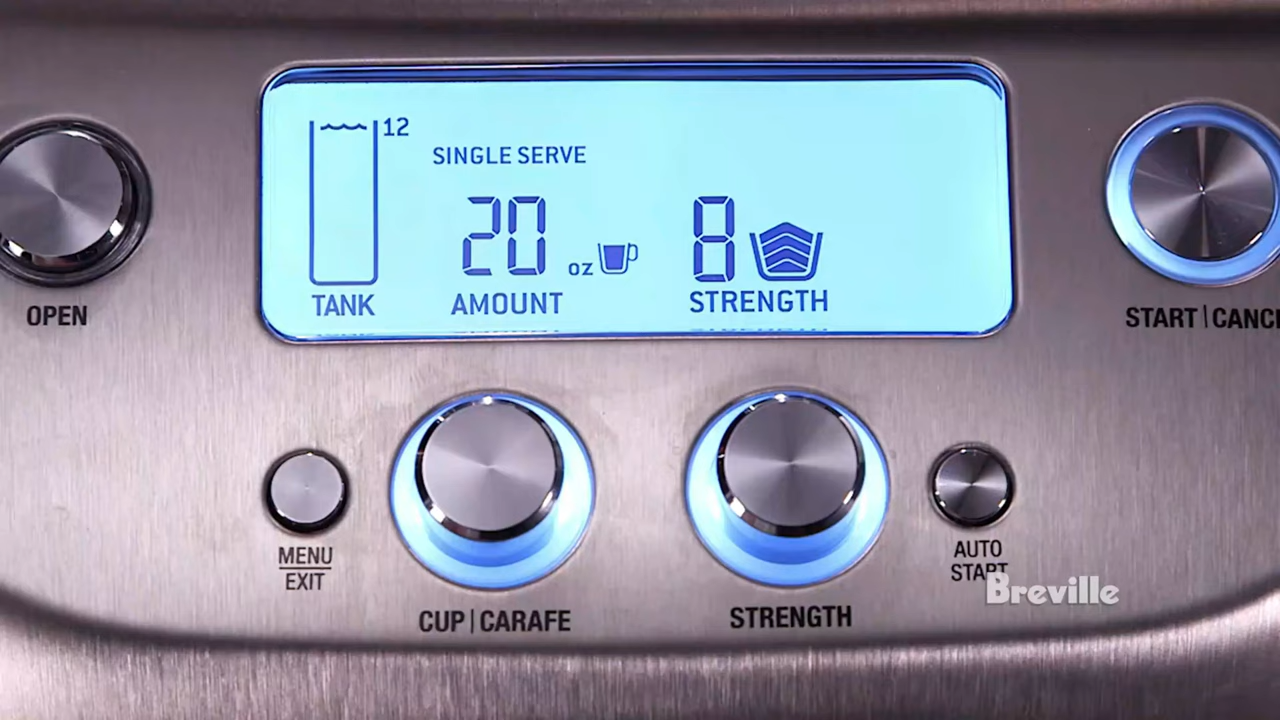 12
SINGLE SERVE
20 oz
8
TANK
AMOUNT
STRENGTH
OPEN
START | CANC
MENU
EXIT
AUTO
START
CUP | CARAFE
STRENGTH
Breville